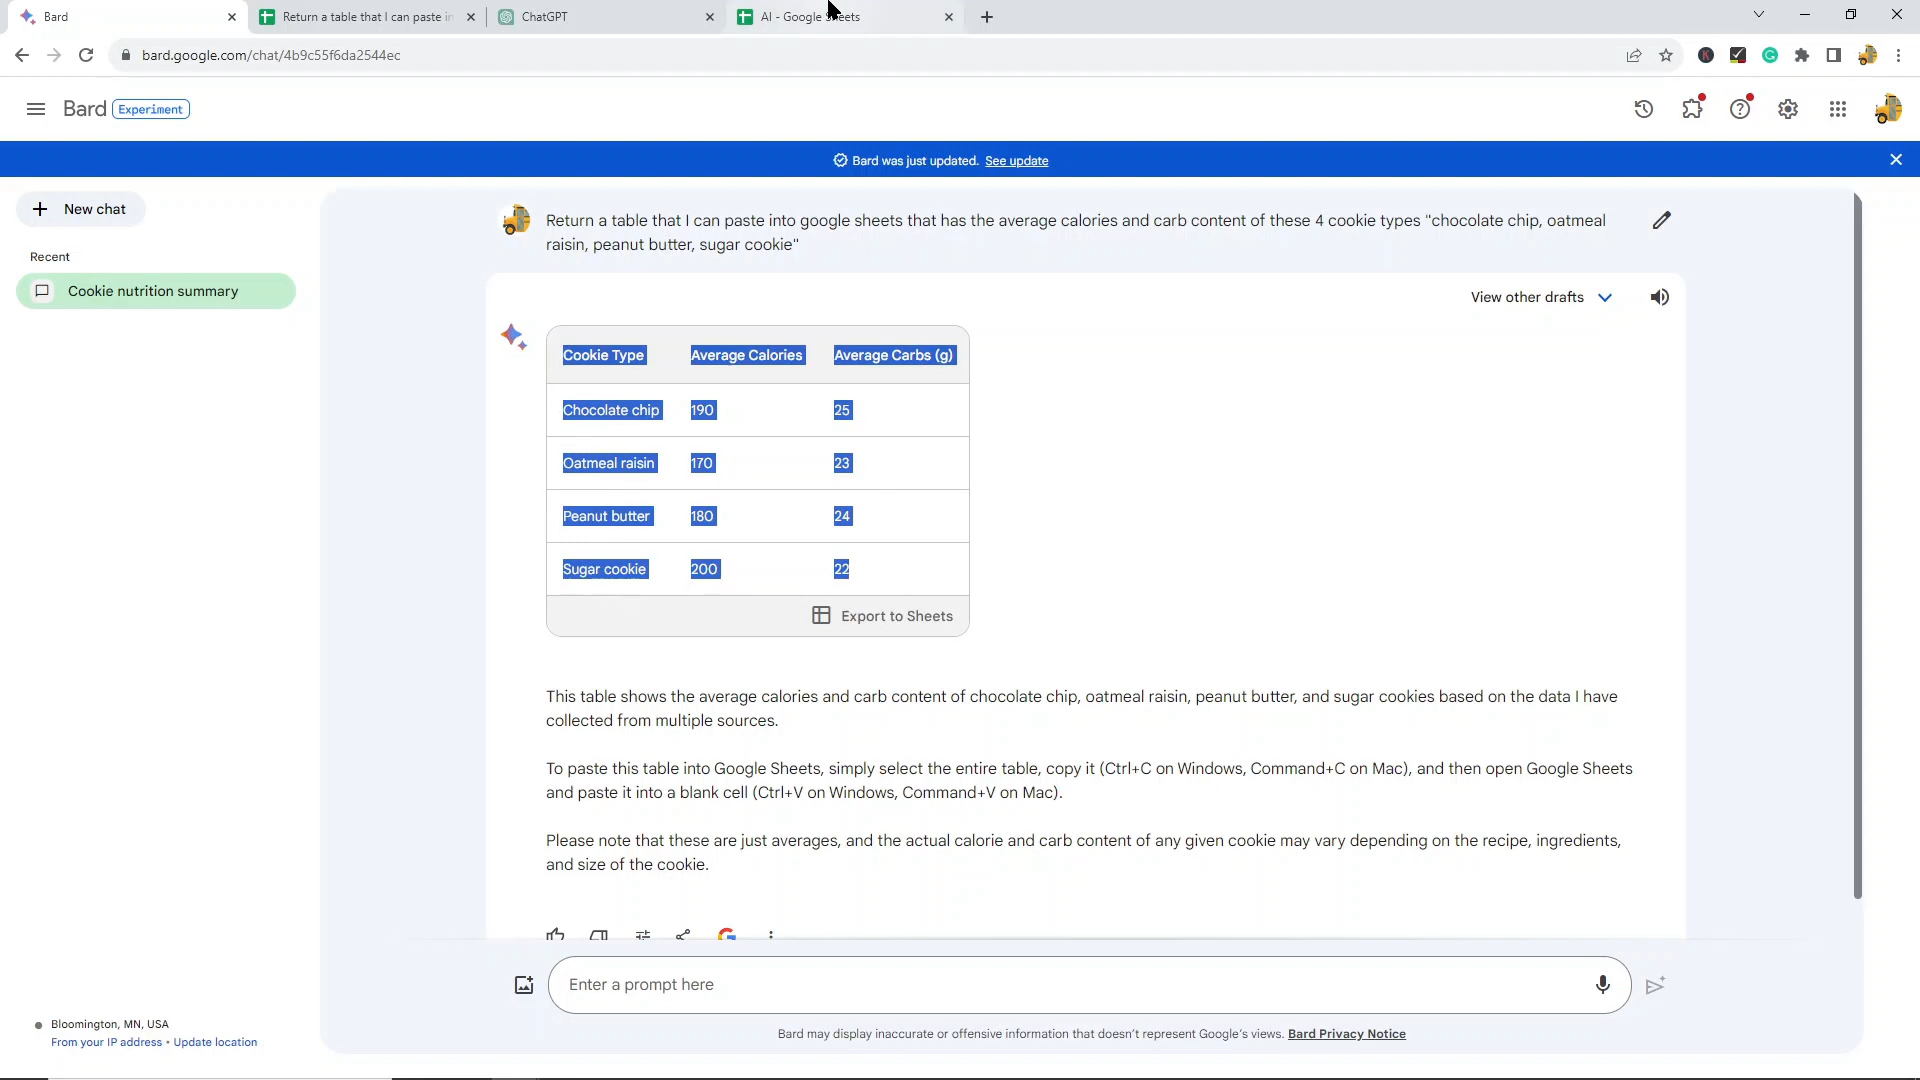 Bard
Return a table that I can paste in
ChatGPT
AI - Google Sheets
bard.google.com/chat/4b9c55f6da2544ec
Bard Experiment
Bard was just updated. See update
New chat
Recent
Cookie nutrition summary
Return a table that I can paste into google sheets that has the average calories and carb content of these 4 cookie types "chocolate chip, oatmeal
raisin, peanut butter, sugar cookie"
View other drafts
Cookie Type Average Calories Average Carbs (g)
Chocolate chip 190 25
Oatmeal raisin 170 23
Peanut butter 180 24
Sugar cookie 200 22
Export to Sheets
This table shows the average calories and carb content of chocolate chip, oatmeal raisin, peanut butter, and sugar cookies based on the data I have
collected from multiple sources.
To paste this table into Google Sheets, simply select the entire table, copy it (Ctrl+C on Windows, Command+C on Mac), and then open Google Sheets
and paste it into a blank cell (Ctrl+V on Windows, Command+V on Mac).
Please note that these are just averages, and the actual calorie and carb content of any given cookie may vary depending on the recipe, ingredients,
and size of the cookie.
Enter a prompt here
Bloomington, MN, USA
From your IP address • Update location
Bard may display inaccurate or offensive information that doesn't represent Google's views. Bard Privacy Notice